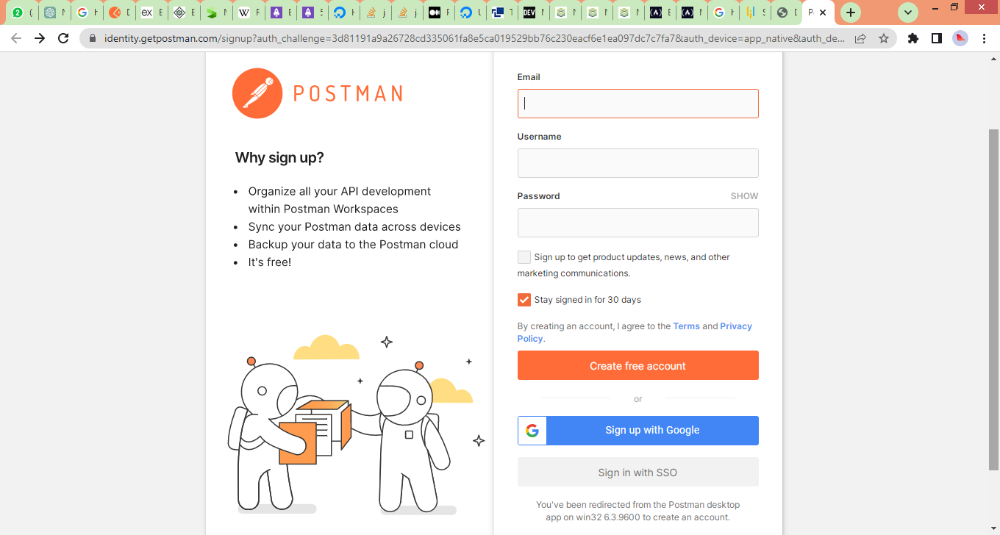 identity.getpostman.com/signup?auth_challenge=3d81191a9a26728cd335061fa8e5ca019529bb76c230eacf6e1ea097dc7c7fa7&auth_device=app_native&auth_de...
POSTMAN
Why sign up?
• Organize all your API development
within Postman Workspaces
• Sync your Postman data across devices
• Backup your data to the Postman cloud
• It's free!
Email
Username
Password SHOW
Sign up to get product updates, news, and other
marketing communications.
Stay signed in for 30 days
By creating an account, I agree to the Terms and Privacy
Policy.
Create free account
or
Sign up with Google
Sign in with SSO
You've been redirected from the Postman desktop
app on win32 6.3.9600 to create an account.